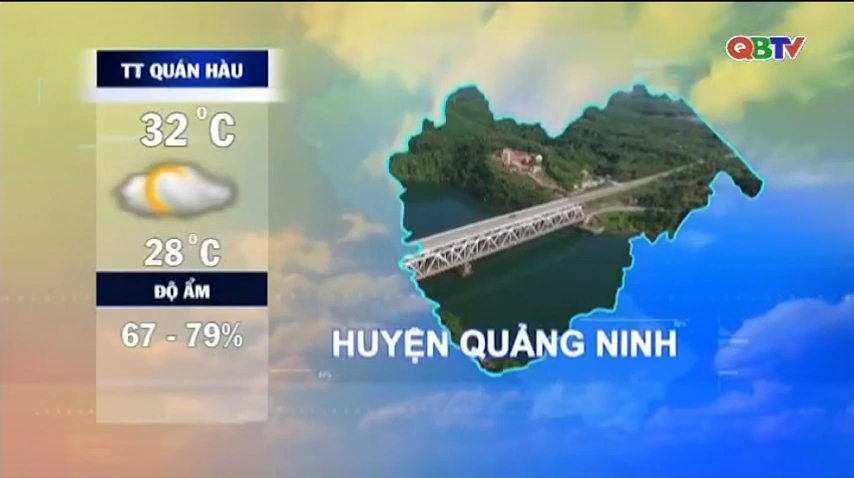 QBTV
TT QUÁN HÀU
32°C
28°C
ĐỘ ẨM
67 - 79%
HUYỆN QUẢNG NINH